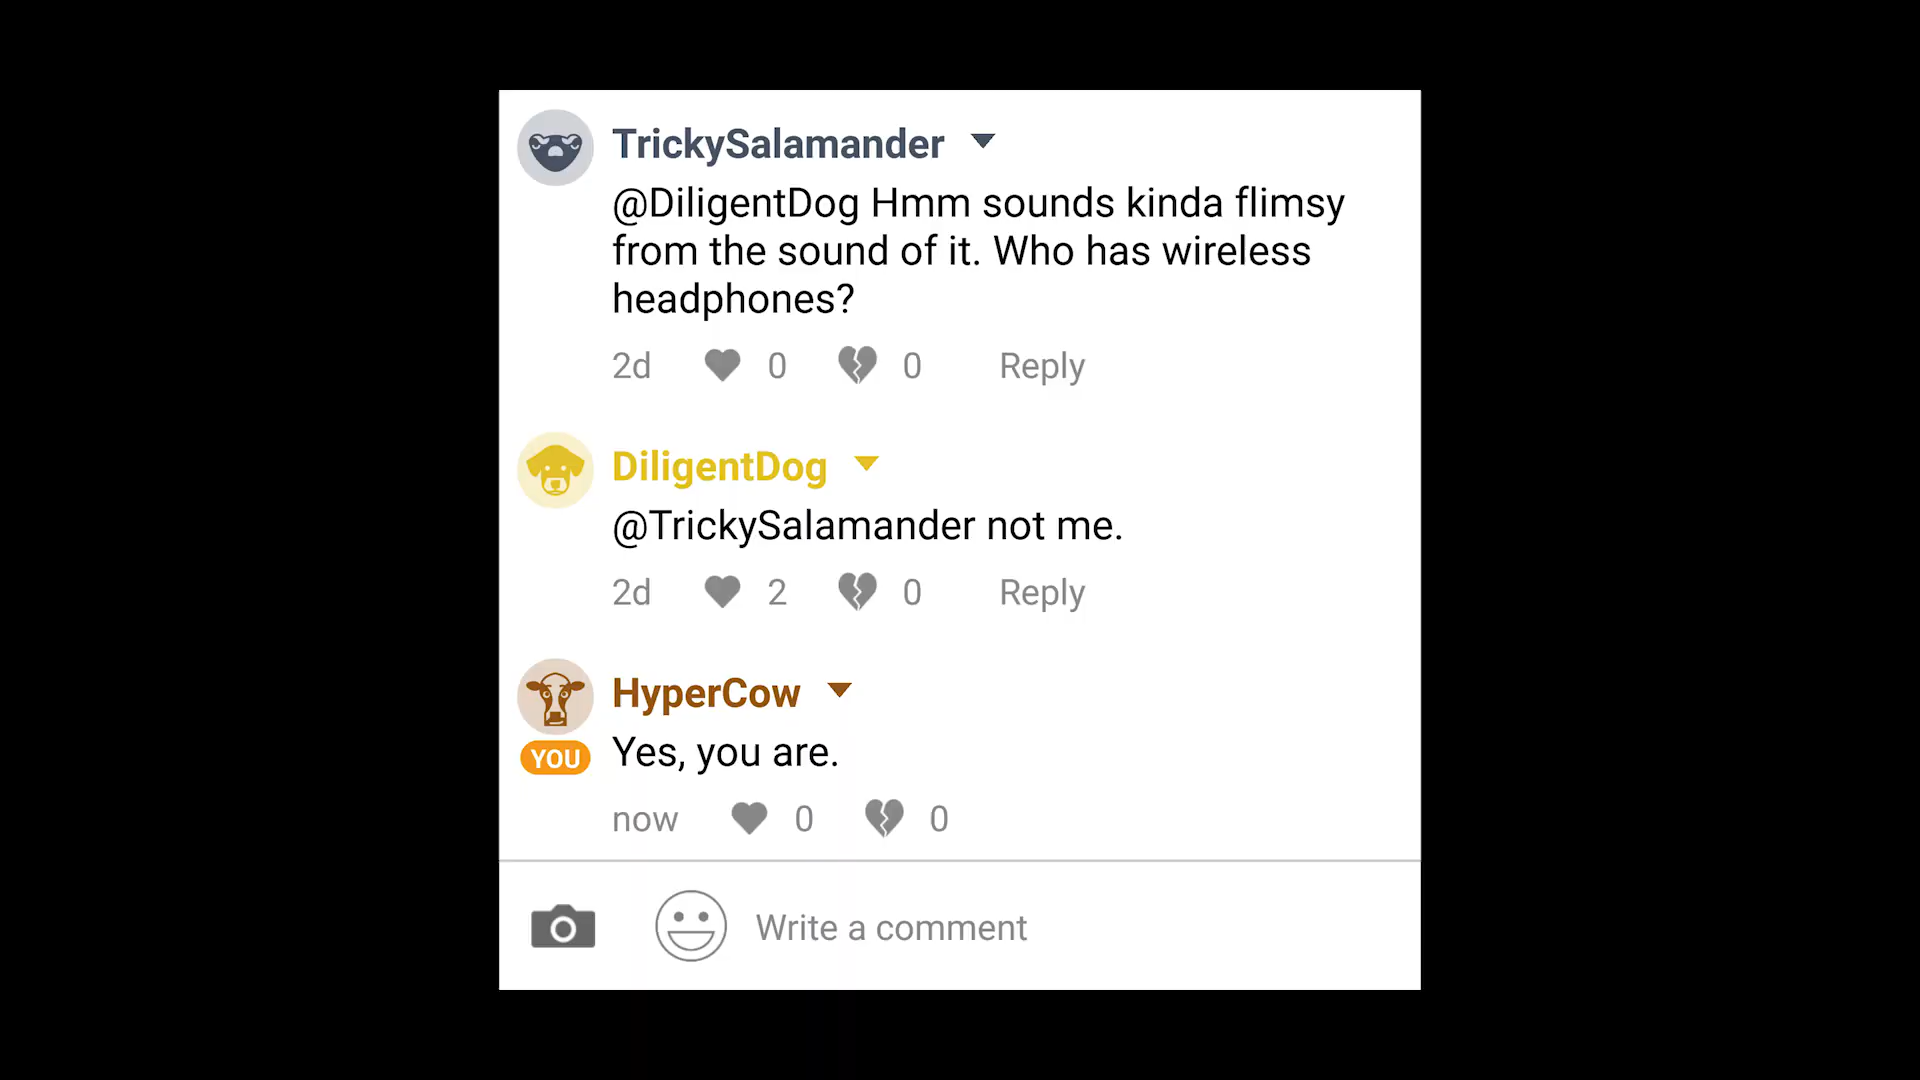 TrickySalamander
@DiligentDog Hmm sounds kinda flimsy
from the sound of it. Who has wireless
headphones?
2d 0 0 Reply
DiligentDog
@TrickySalamander not me.
2d 2 0 Reply
HyperCow
YOU
Yes, you are.
now 0 0
Write a comment